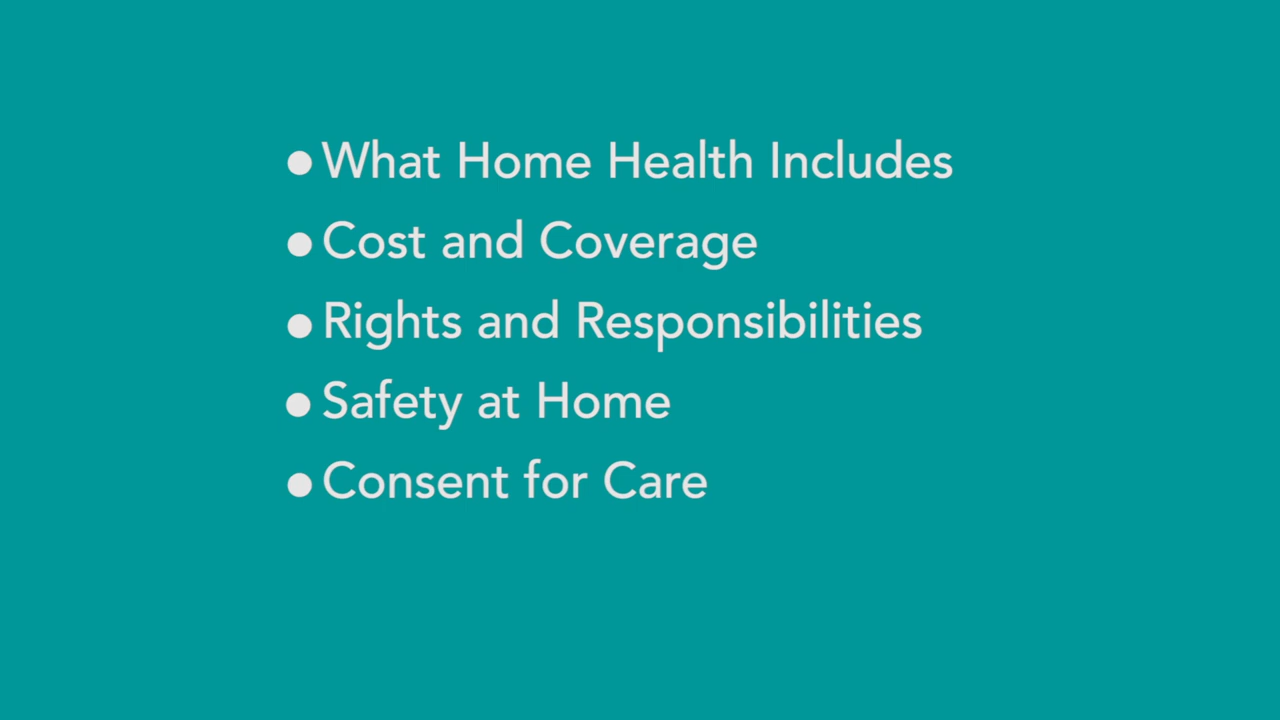 • What Home Health Includes
• Cost and Coverage
• Rights and Responsibilities
• Safety at Home
• Consent for Care